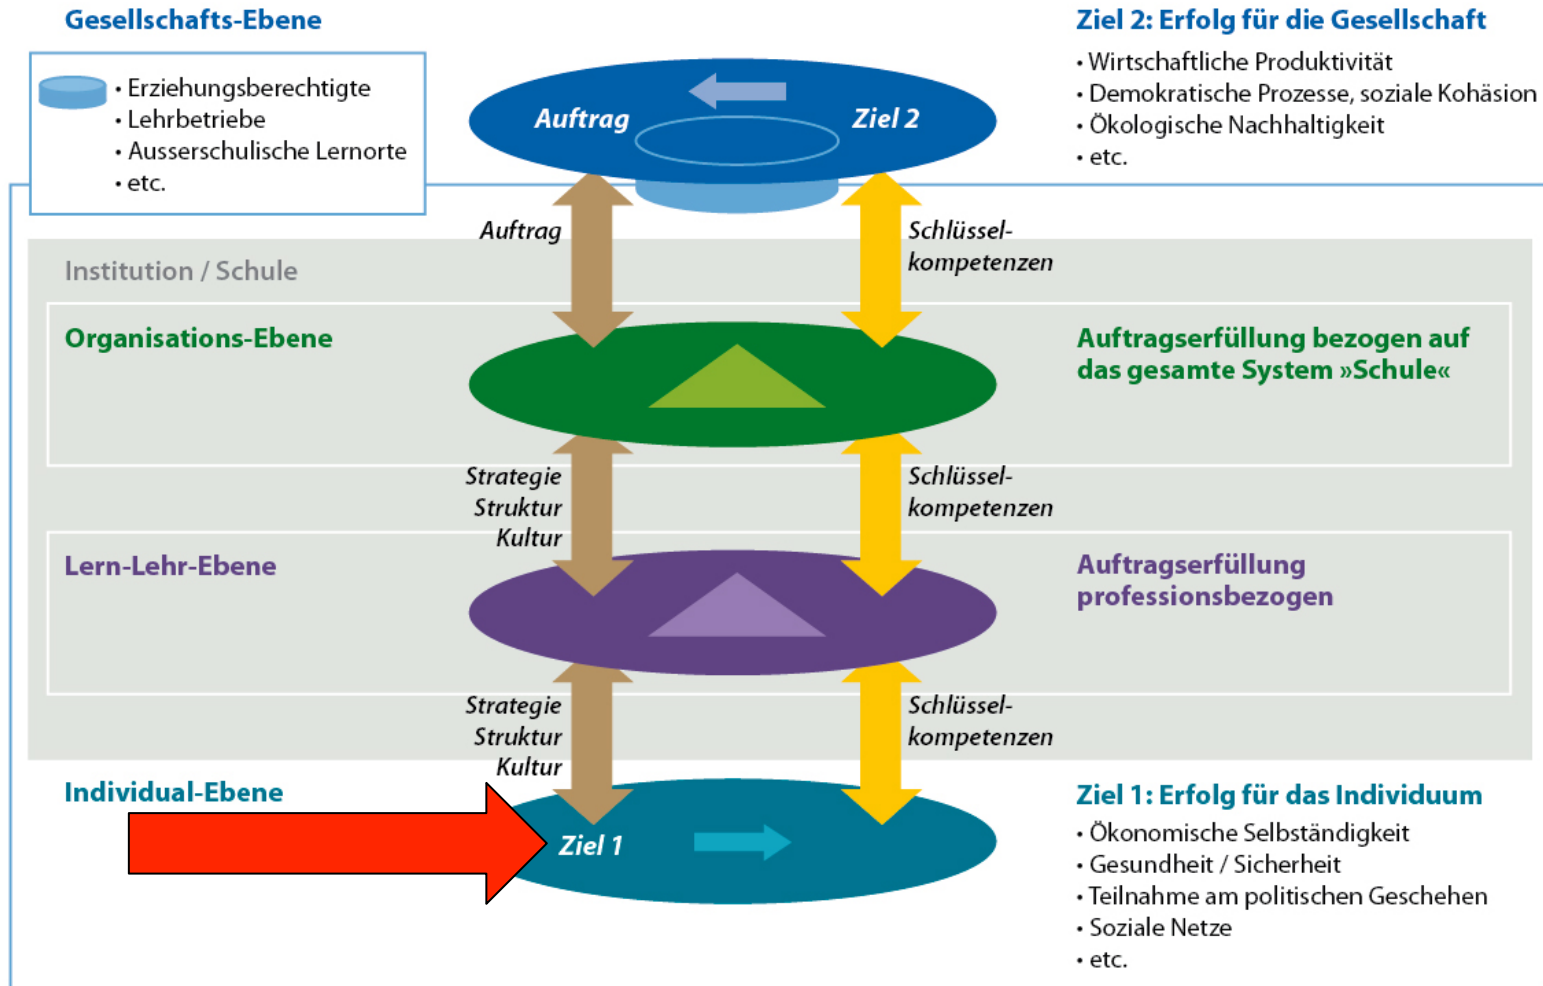 Gesellschafts-Ebene
• Erziehungsberechtigte
• Lehrbetriebe
• Ausserschulische Lernorte
• etc.
Auftrag
Ziel 2
Ziel 2: Erfolg für die Gesellschaft
• Wirtschaftliche Produktivität
• Demokratische Prozesse, soziale Kohäsion
• Ökologische Nachhaltigkeit
• etc.
Auftrag
Schlüssel-
kompetenzen
Institution / Schule
Organisations-Ebene
Auftragserfüllung bezogen auf
das gesamte System »Schule«
Strategie
Struktur
Kultur
Schlüssel-
kompetenzen
Lern-Lehr-Ebene
Auftragserfüllung
professionsbezogen
Strategie
Struktur
Kultur
Schlüssel-
kompetenzen
Individual-Ebene
Ziel 1
Ziel 1: Erfolg für das Individuum
• Ökonomische Selbständigkeit
• Gesundheit / Sicherheit
• Teilnahme am politischen Geschehen
• Soziale Netze
• etc.